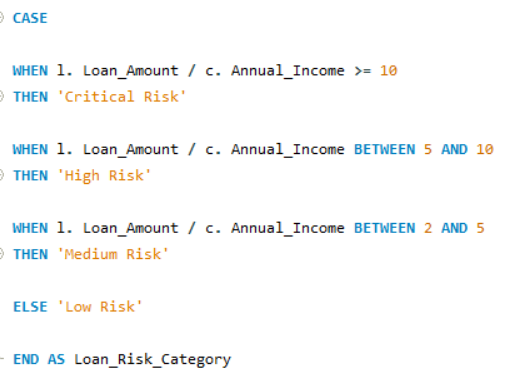 CASE
WHEN l. Loan_Amount / c. Annual_Income >= 10
THEN 'Critical Risk'
WHEN l. Loan_Amount / c. Annual_Income BETWEEN 5 AND 10
THEN 'High Risk'
WHEN l. Loan_Amount / c. Annual_Income BETWEEN 2 AND 5
THEN 'Medium Risk'
ELSE 'Low Risk'
END AS Loan_Risk_Category